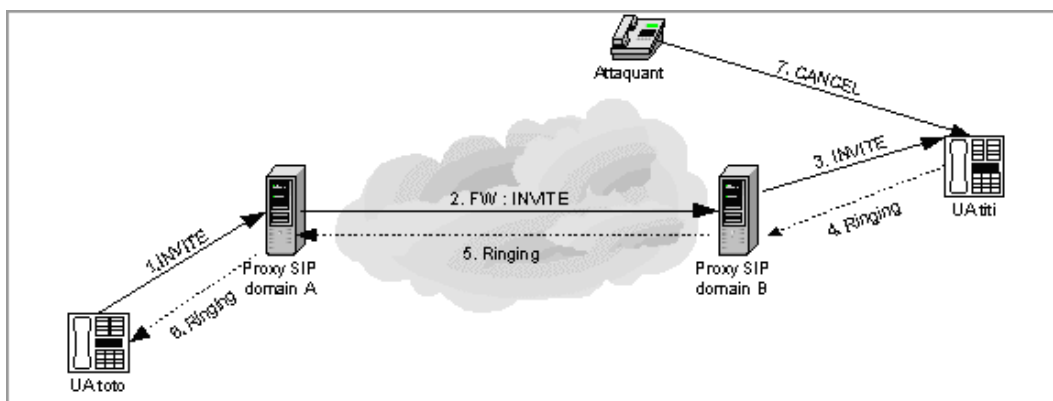 Attaquant
7. CANCEL
3. INVITE
UA titi
2. FW : INVITE
4. Ringing
1.INVITE
5. Ringing
Proxy SIP
domain A
Proxy SIP
domain B
6. Ringing
UA toto